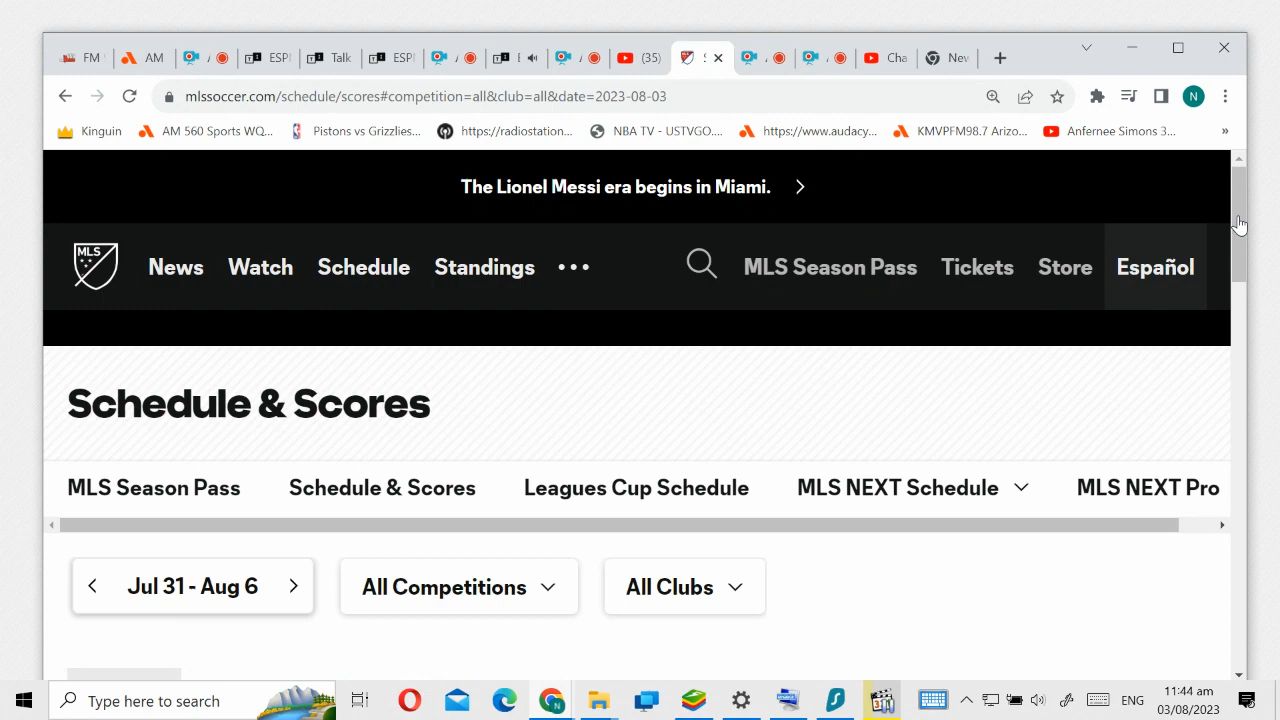 FM
AM
ESPI
Talk
ESPI
(35)
Cha
New
mlssoccer.com/schedule/scores#competition=all&club=all&date=2023-08-03
N
Kinguin
AM 560 Sports WQ...
Pistons vs Grizzlies...
https://radiostation...
NBA TV - USTVGO....
https://www.audacy...
KMVPFM98.7 Arizo...
Anfernee Simons 3...
»
The Lionel Messi era begins in Miami.
MLS
News
Watch
Schedule
Standings
MLS Season Pass
Tickets
Store
Español
Schedule & Scores
MLS Season Pass
Schedule & Scores
Leagues Cup Schedule
MLS NEXT Schedule
MLS NEXT Pro
Jul 31 - Aug 6
All Competitions
All Clubs
Type here to search
ENG
11:44 am
03/08/2023